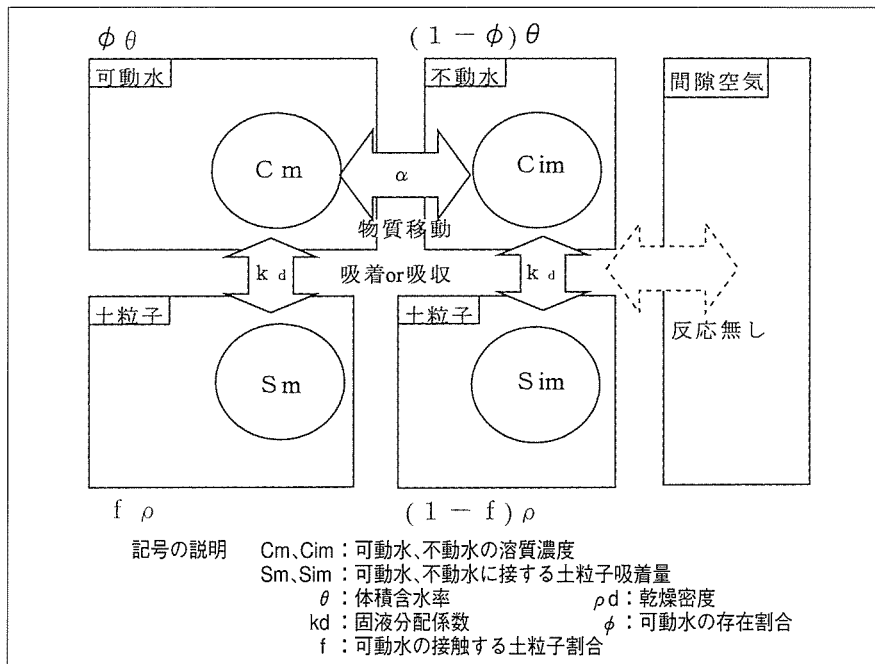 φθ (1－φ)θ
可動水 不動水 間隙空気
Cm α Cim
物質移動
kd 吸着or吸収 kd
土粒子 土粒子 反応無し
Sm Sim
f ρ (1－f)ρ
記号の説明 Cm、Cim：可動水、不動水の溶質濃度
Sm、Sim：可動水、不動水に接する土粒子吸着量
θ：体積含水率 ρd：乾燥密度
kd：固液分配係数 φ：可動水の存在割合
f：可動水の接触する土粒子割合